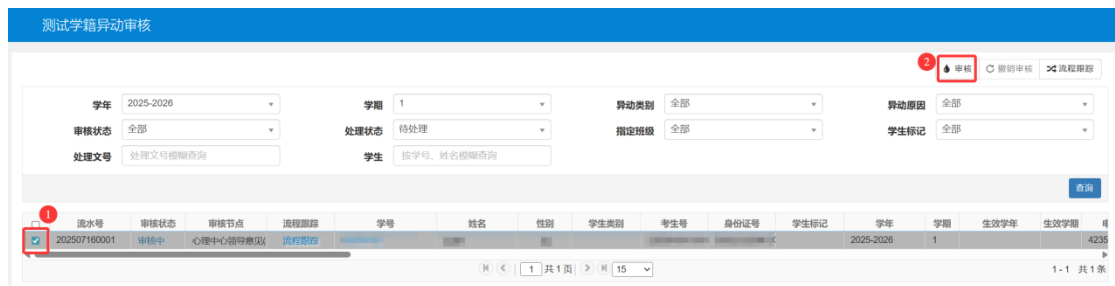 测试学籍异动审核
2 审核 撤销审核 流程跟踪
学年 2025-2026 学期 1 异动类别 全部 异动原因 全部
审核状态 全部 处理状态 待处理 指定班级 全部 学生标记 全部
处理文号 处理文号模糊查询 学生 按学号、姓名模糊查询
查询
1 流水号 审核状态 审核节点 流程跟踪 学号 姓名 性别 学生类别 考生号 身份证号 学生标记 学年 学期 生效学年 生效学期
202507160001 审核中 心理中心领导意见( 流程跟踪 2025-2026 1 4235
1 共1页 15 1 - 1 共1条